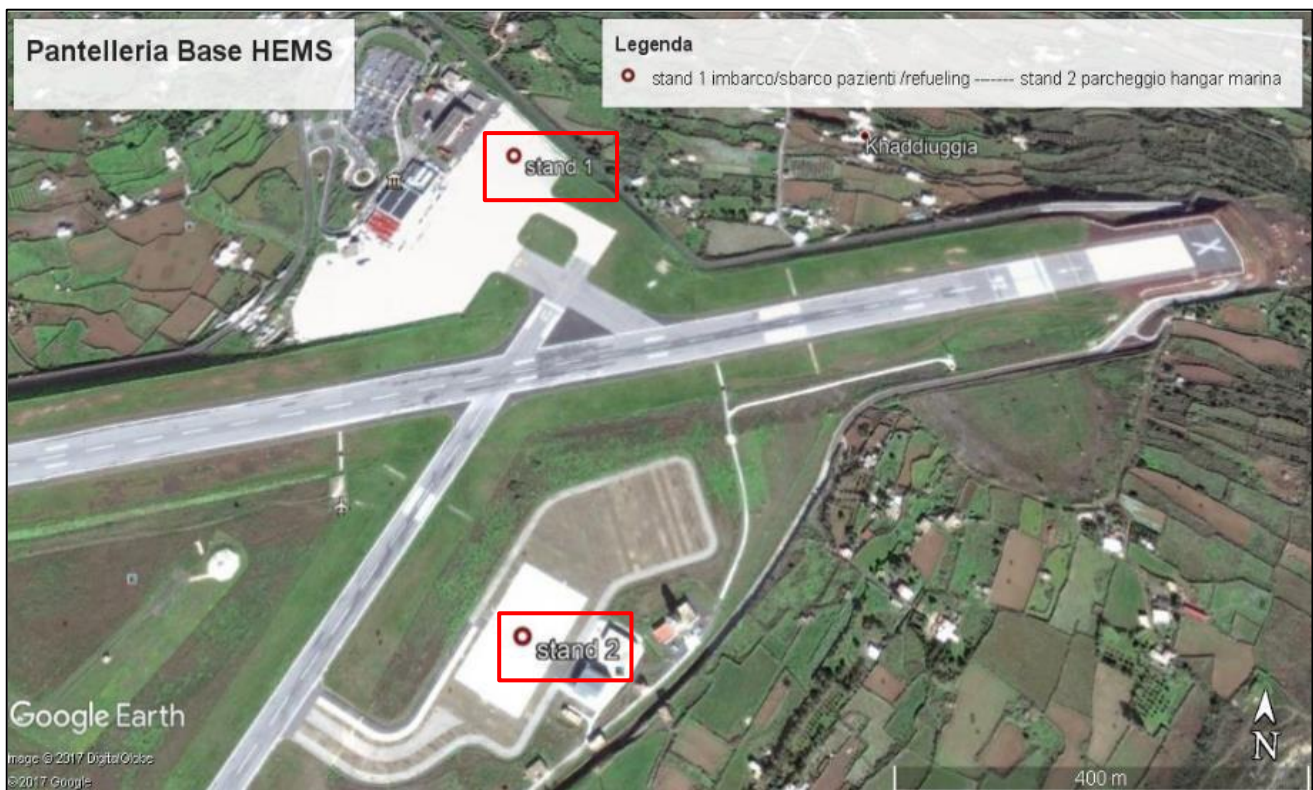 Pantelleria Base HEMS
Legenda
stand 1 imbarco/sbarco pazienti /refueling ------- stand 2 parcheggio hangar marina
Khaddiuggia
stand 1
stand 2
Google Earth
Image © 2017 DigitalGlobe
©2017 Google
400 m
N